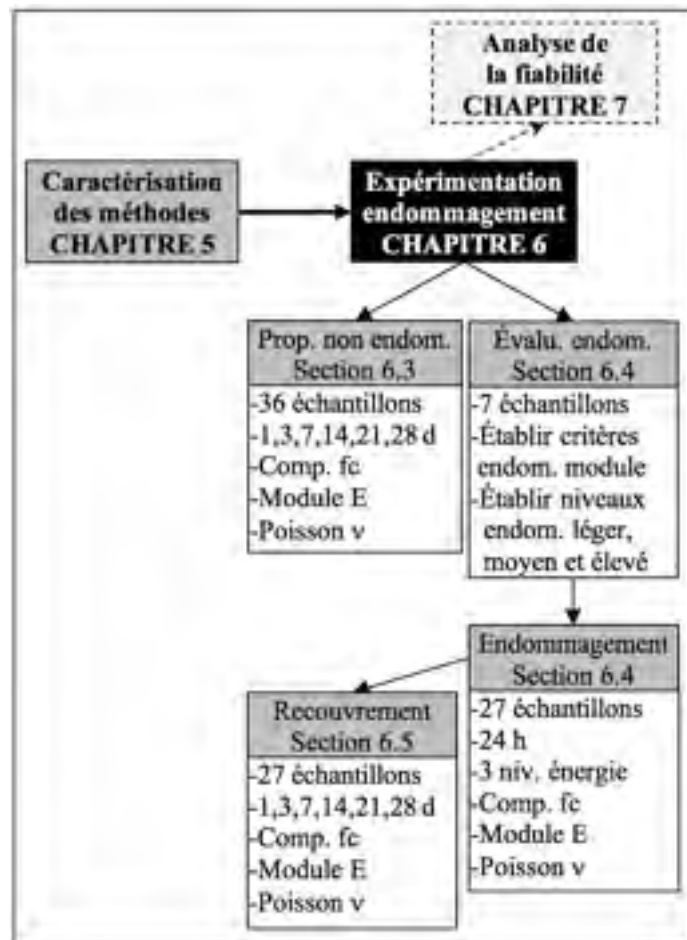 Analyse de
la fiabilité
CHAPITRE 7
Caractérisation
des méthodes
CHAPITRE 5
Expérimentation
endommagement
CHAPITRE 6
Prop. non endom.
Section 6.3
-36 échantillons
-1,3,7,14,21,28 d
-Comp. fc
-Module E
-Poisson ν
Évalu. endom.
Section 6.4
-7 échantillons
-Établir critères
endom. module
-Établir niveaux
endom. léger,
moyen et élevé
Endommagement
Section 6.4
-27 échantillons
-24 h
-3 niv. énergie
-Comp. fc
-Module E
-Poisson ν
Recouvrement
Section 6.5
-27 échantillons
-1,3,7,14,21,28 d
-Comp. fc
-Module E
-Poisson ν